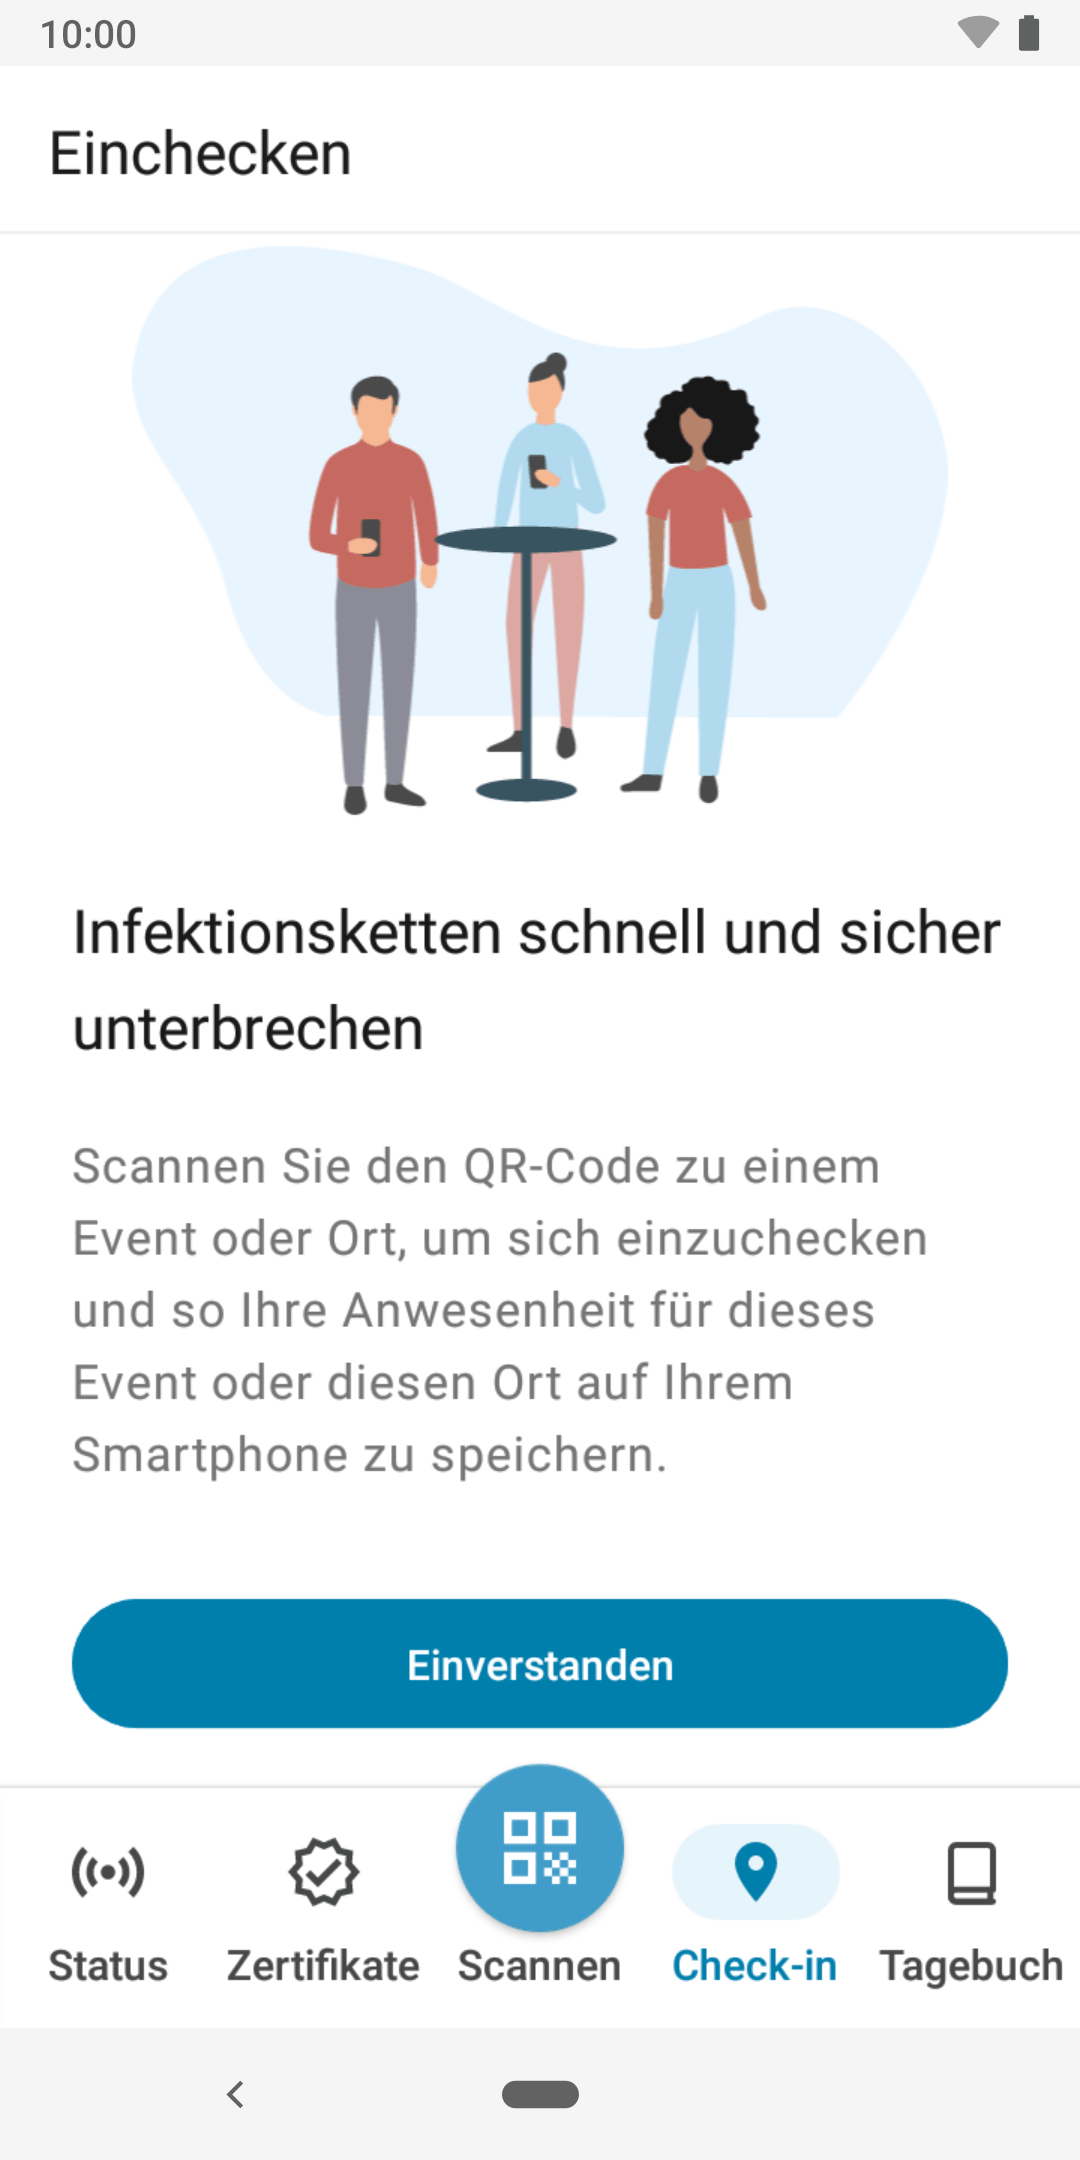 10:00
Einchecken
Infektionsketten schnell und sicher
unterbrechen
Scannen Sie den QR-Code zu einem
Event oder Ort, um sich einzuchecken
und so Ihre Anwesenheit für dieses
Event oder diesen Ort auf Ihrem
Smartphone zu speichern.
Einverstanden
Status
Zertifikate
Scannen
Check-in
Tagebuch